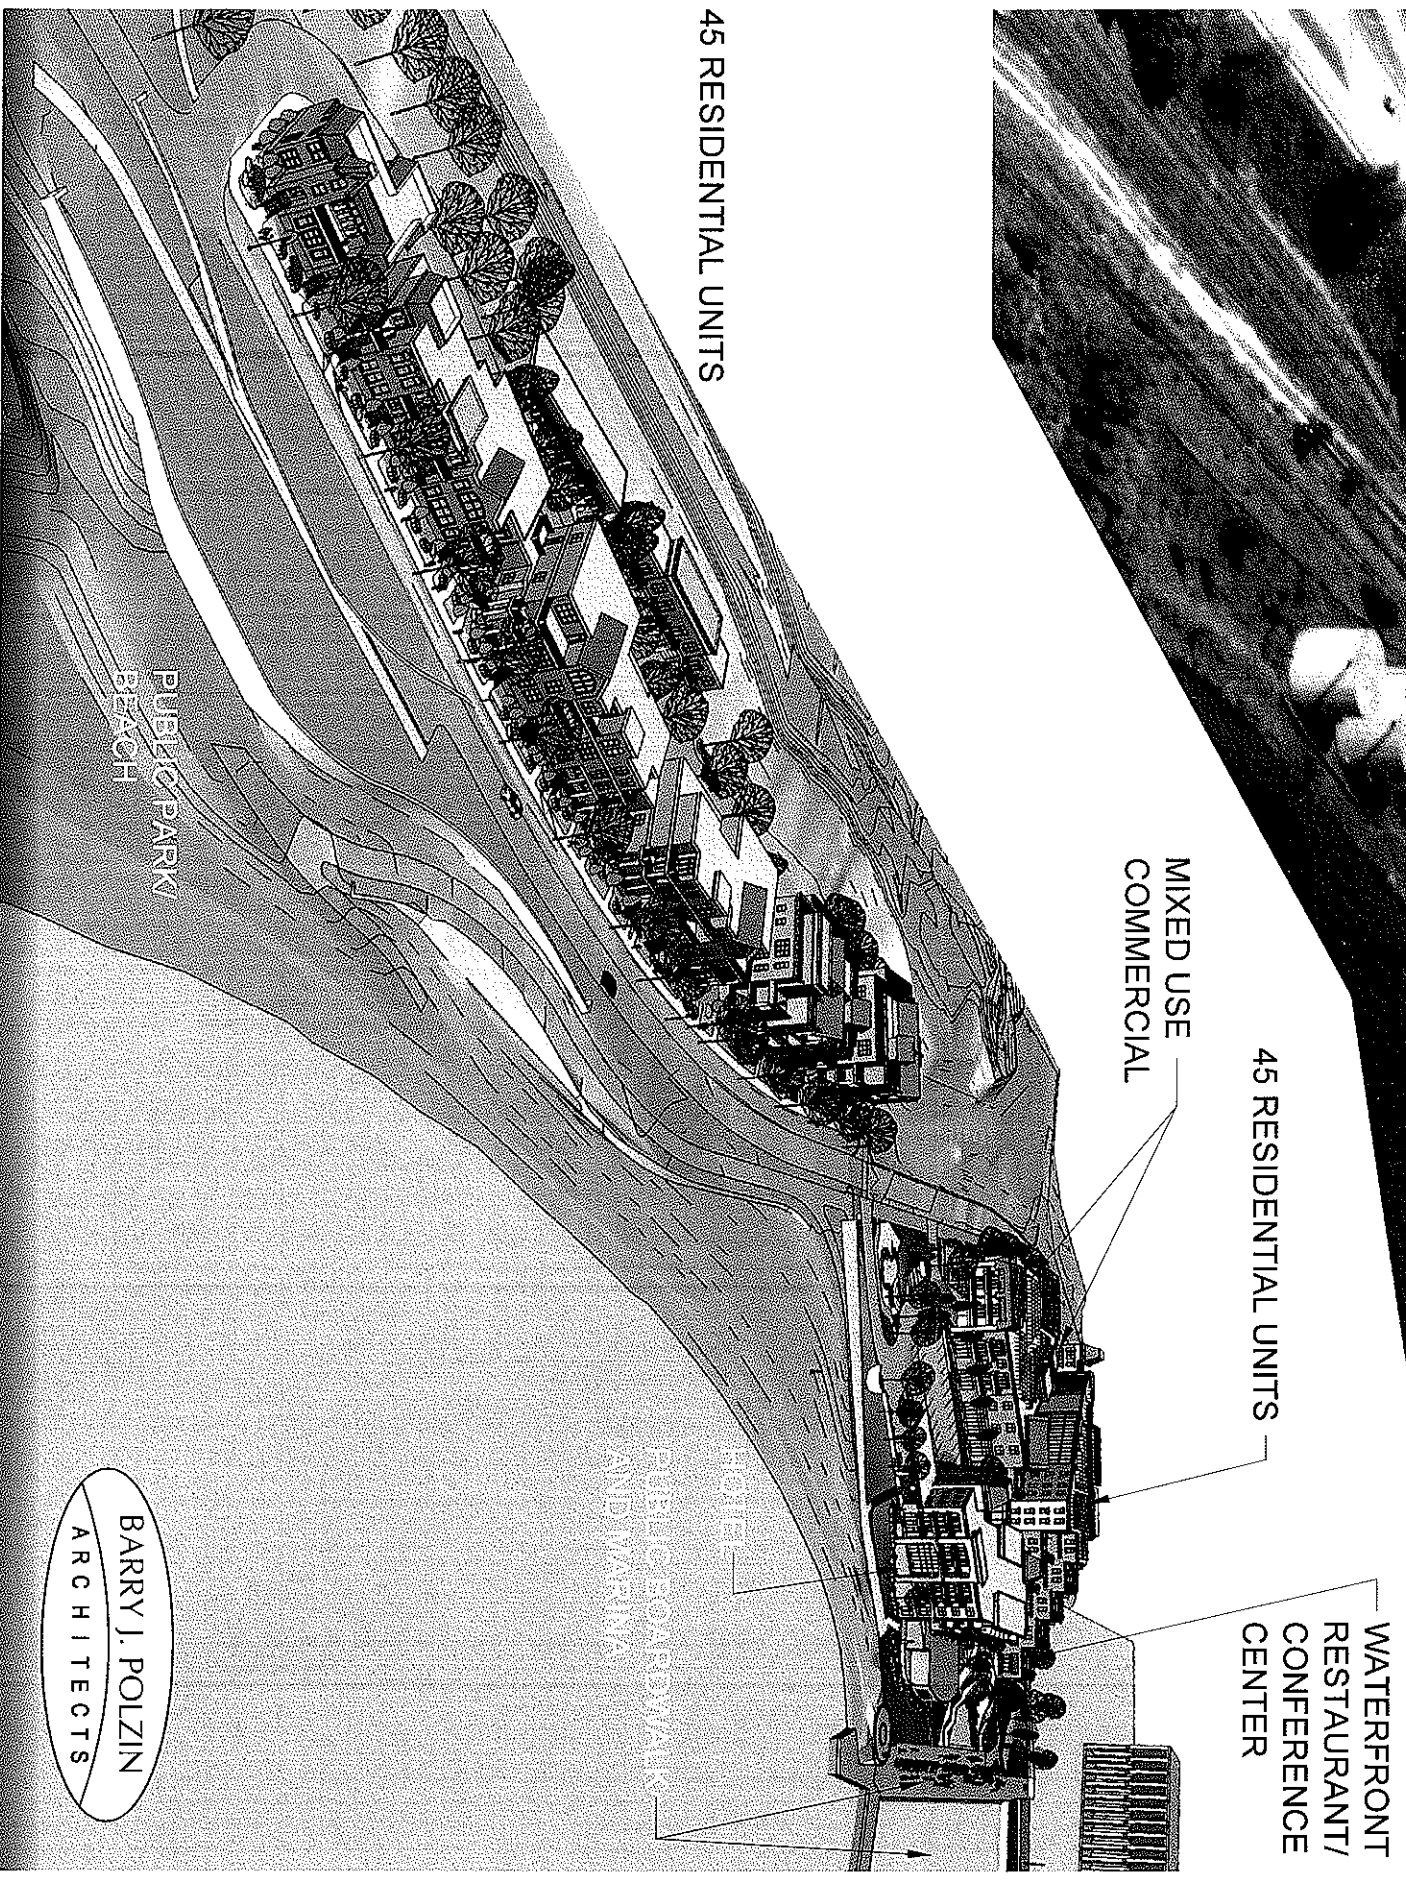 45 RESIDENTIAL UNITS
MIXED USE
COMMERCIAL
45 RESIDENTIAL UNITS
WATERFRONT
RESTAURANT/
CONFERENCE
CENTER
PUBLIC PARK/
BEACH
HOTEL
PUBLIC BOARDWALK
AND MARINA
BARRY J. POLZIN
ARCHITECTS